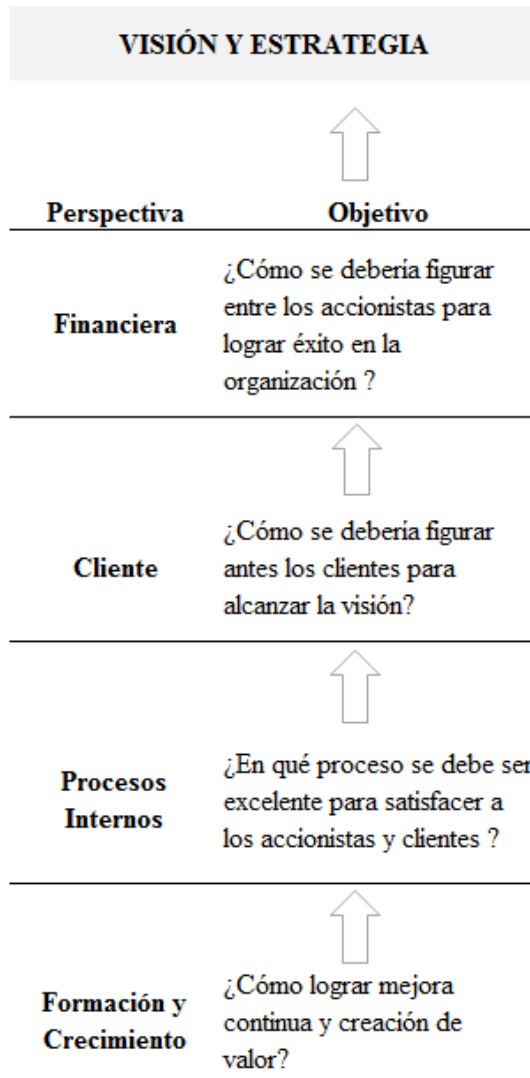 VISIÓN Y ESTRATEGIA
Perspectiva Objetivo
Financiera
¿Cómo se debería figurar
entre los accionistas para
lograr éxito en la
organización ?
Cliente
¿Cómo se debería figurar
antes los clientes para
alcanzar la visión?
Procesos
Internos
¿En qué proceso se debe ser
excelente para satisfacer a
los accionistas y clientes ?
Formación y
Crecimiento
¿Cómo lograr mejora
continua y creación de
valor?